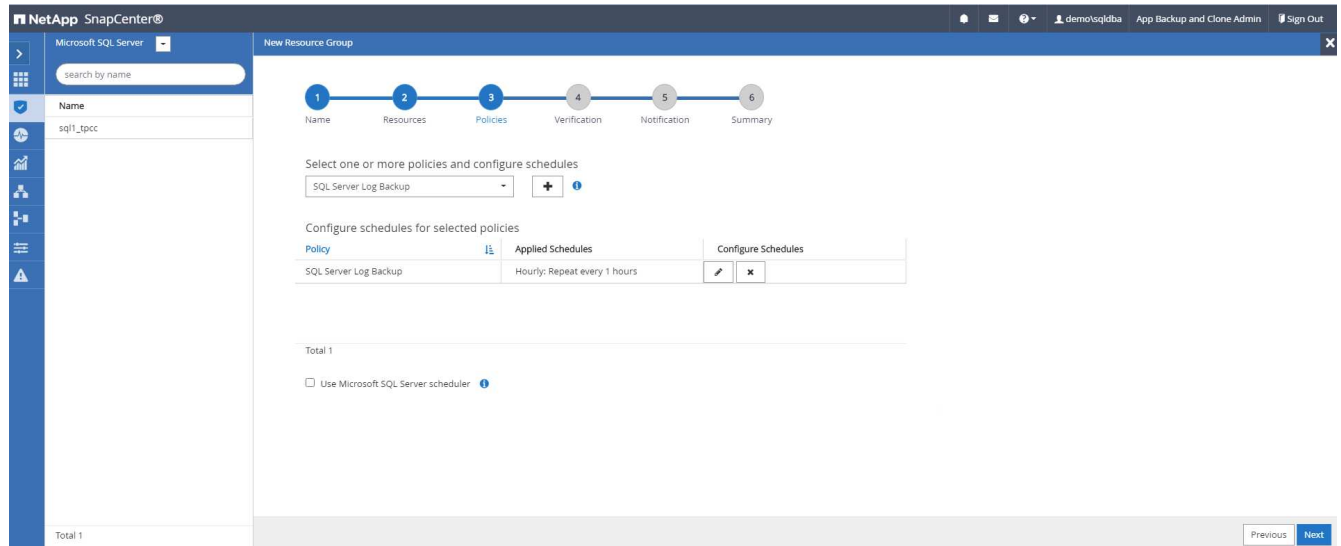 NetApp SnapCenter®
demo\sqldba App Backup and Clone Admin Sign Out
Microsoft SQL Server
New Resource Group
search by name
Name
sql1_tpcc
1 2 3 4 5 6
Name Resources Policies Verification Notification Summary
Select one or more policies and configure schedules
SQL Server Log Backup
Configure schedules for selected policies
Policy Applied Schedules Configure Schedules
SQL Server Log Backup Hourly: Repeat every 1 hours
Total 1
Use Microsoft SQL Server scheduler
Total 1
Previous Next